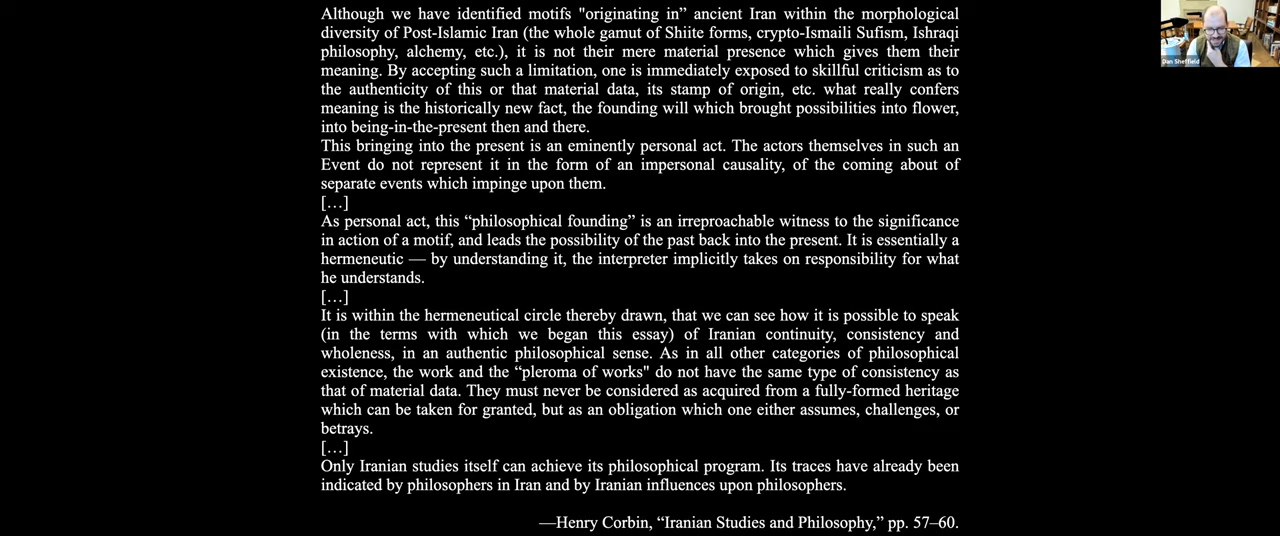 Although we have identified motifs "originating in” ancient Iran within the morphological
diversity of Post-Islamic Iran (the whole gamut of Shiite forms, crypto-Ismaili Sufism, Ishraqi
philosophy, alchemy, etc.), it is not their mere material presence which gives them their
meaning. By accepting such a limitation, one is immediately exposed to skillful criticism as to
the authenticity of this or that material data, its stamp of origin, etc. what really confers
meaning is the historically new fact, the founding will which brought possibilities into flower,
into being-in-the-present then and there.
This bringing into the present is an eminently personal act. The actors themselves in such an
Event do not represent it in the form of an impersonal causality, of the coming about of
separate events which impinge upon them.
[…]
As personal act, this “philosophical founding” is an irreproachable witness to the significance
in action of a motif, and leads the possibility of the past back into the present. It is essentially a
hermeneutic — by understanding it, the interpreter implicitly takes on responsibility for what
he understands.
[…]
It is within the hermeneutical circle thereby drawn, that we can see how it is possible to speak
(in the terms with which we began this essay) of Iranian continuity, consistency and
wholeness, in an authentic philosophical sense. As in all other categories of philosophical
existence, the work and the “pleroma of works" do not have the same type of consistency as
that of material data. They must never be considered as acquired from a fully-formed heritage
which can be taken for granted, but as an obligation which one either assumes, challenges, or
betrays.
[…]
Only Iranian studies itself can achieve its philosophical program. Its traces have already been
indicated by philosophers in Iran and by Iranian influences upon philosophers.
—Henry Corbin, “Iranian Studies and Philosophy,” pp. 57–60.
Dan Sheffield